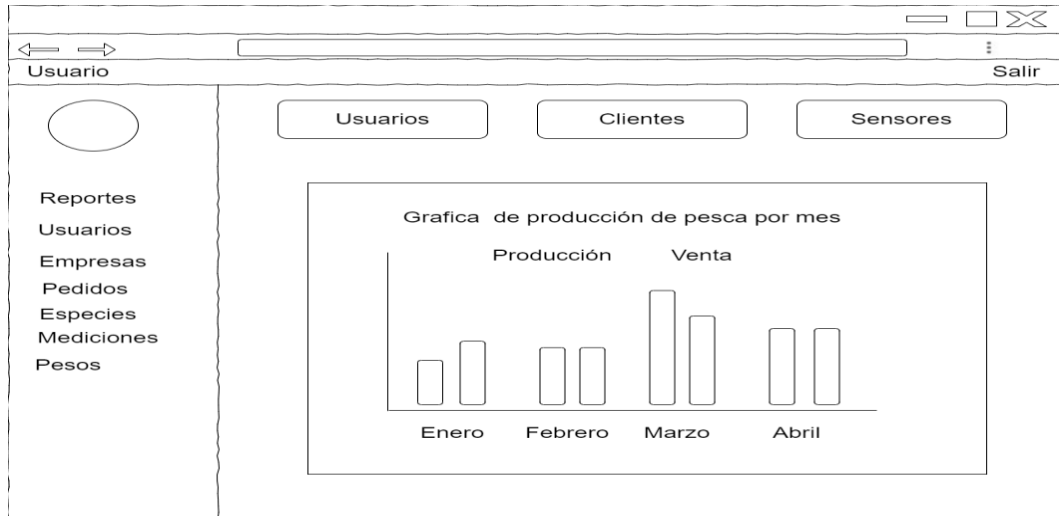 Usuario
Salir
Usuarios
Clientes
Sensores
Reportes
Usuarios
Empresas
Pedidos
Especies
Mediciones
Pesos
Grafica de producción de pesca por mes
Producción Venta
Enero Febrero Marzo Abril